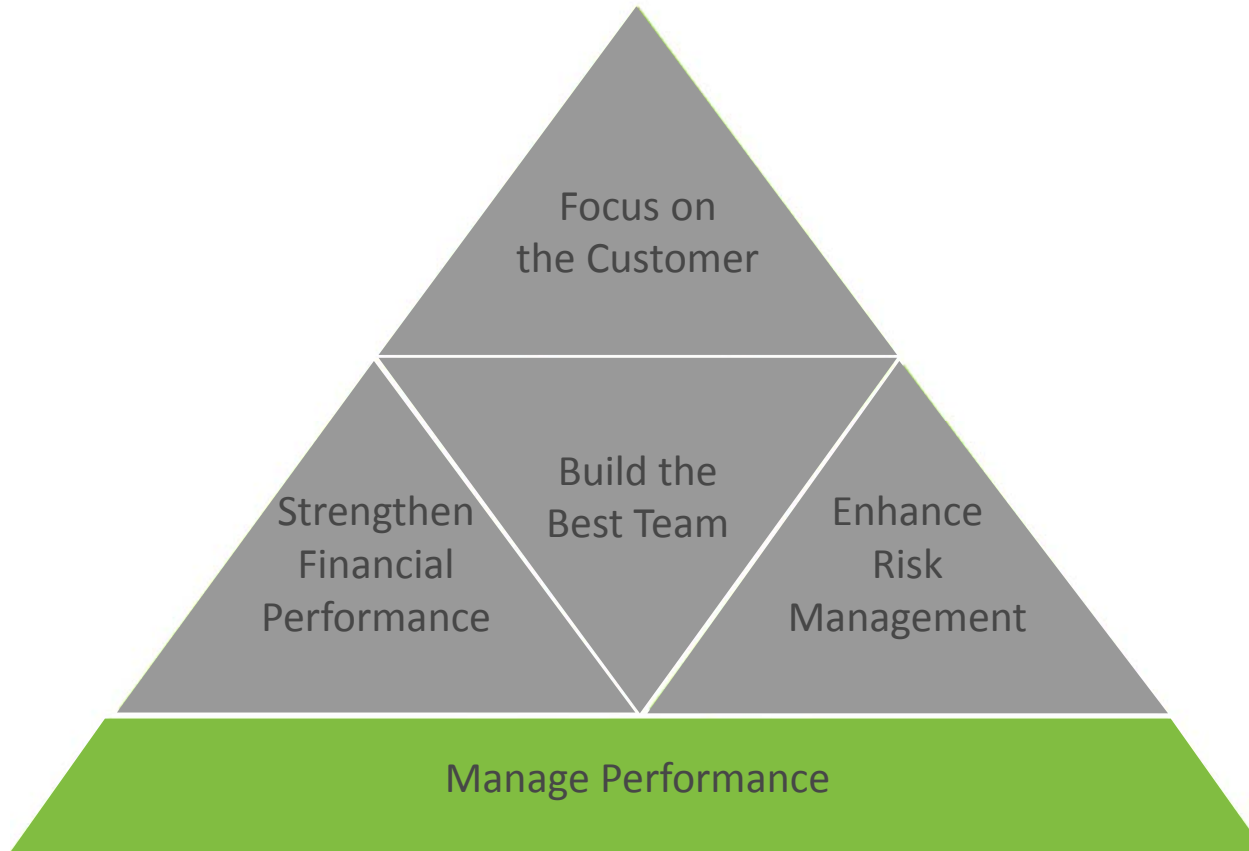 Focus on
the Customer
Build the
Best Team
Strengthen
Financial
Performance
Enhance
Risk
Management
Manage Performance